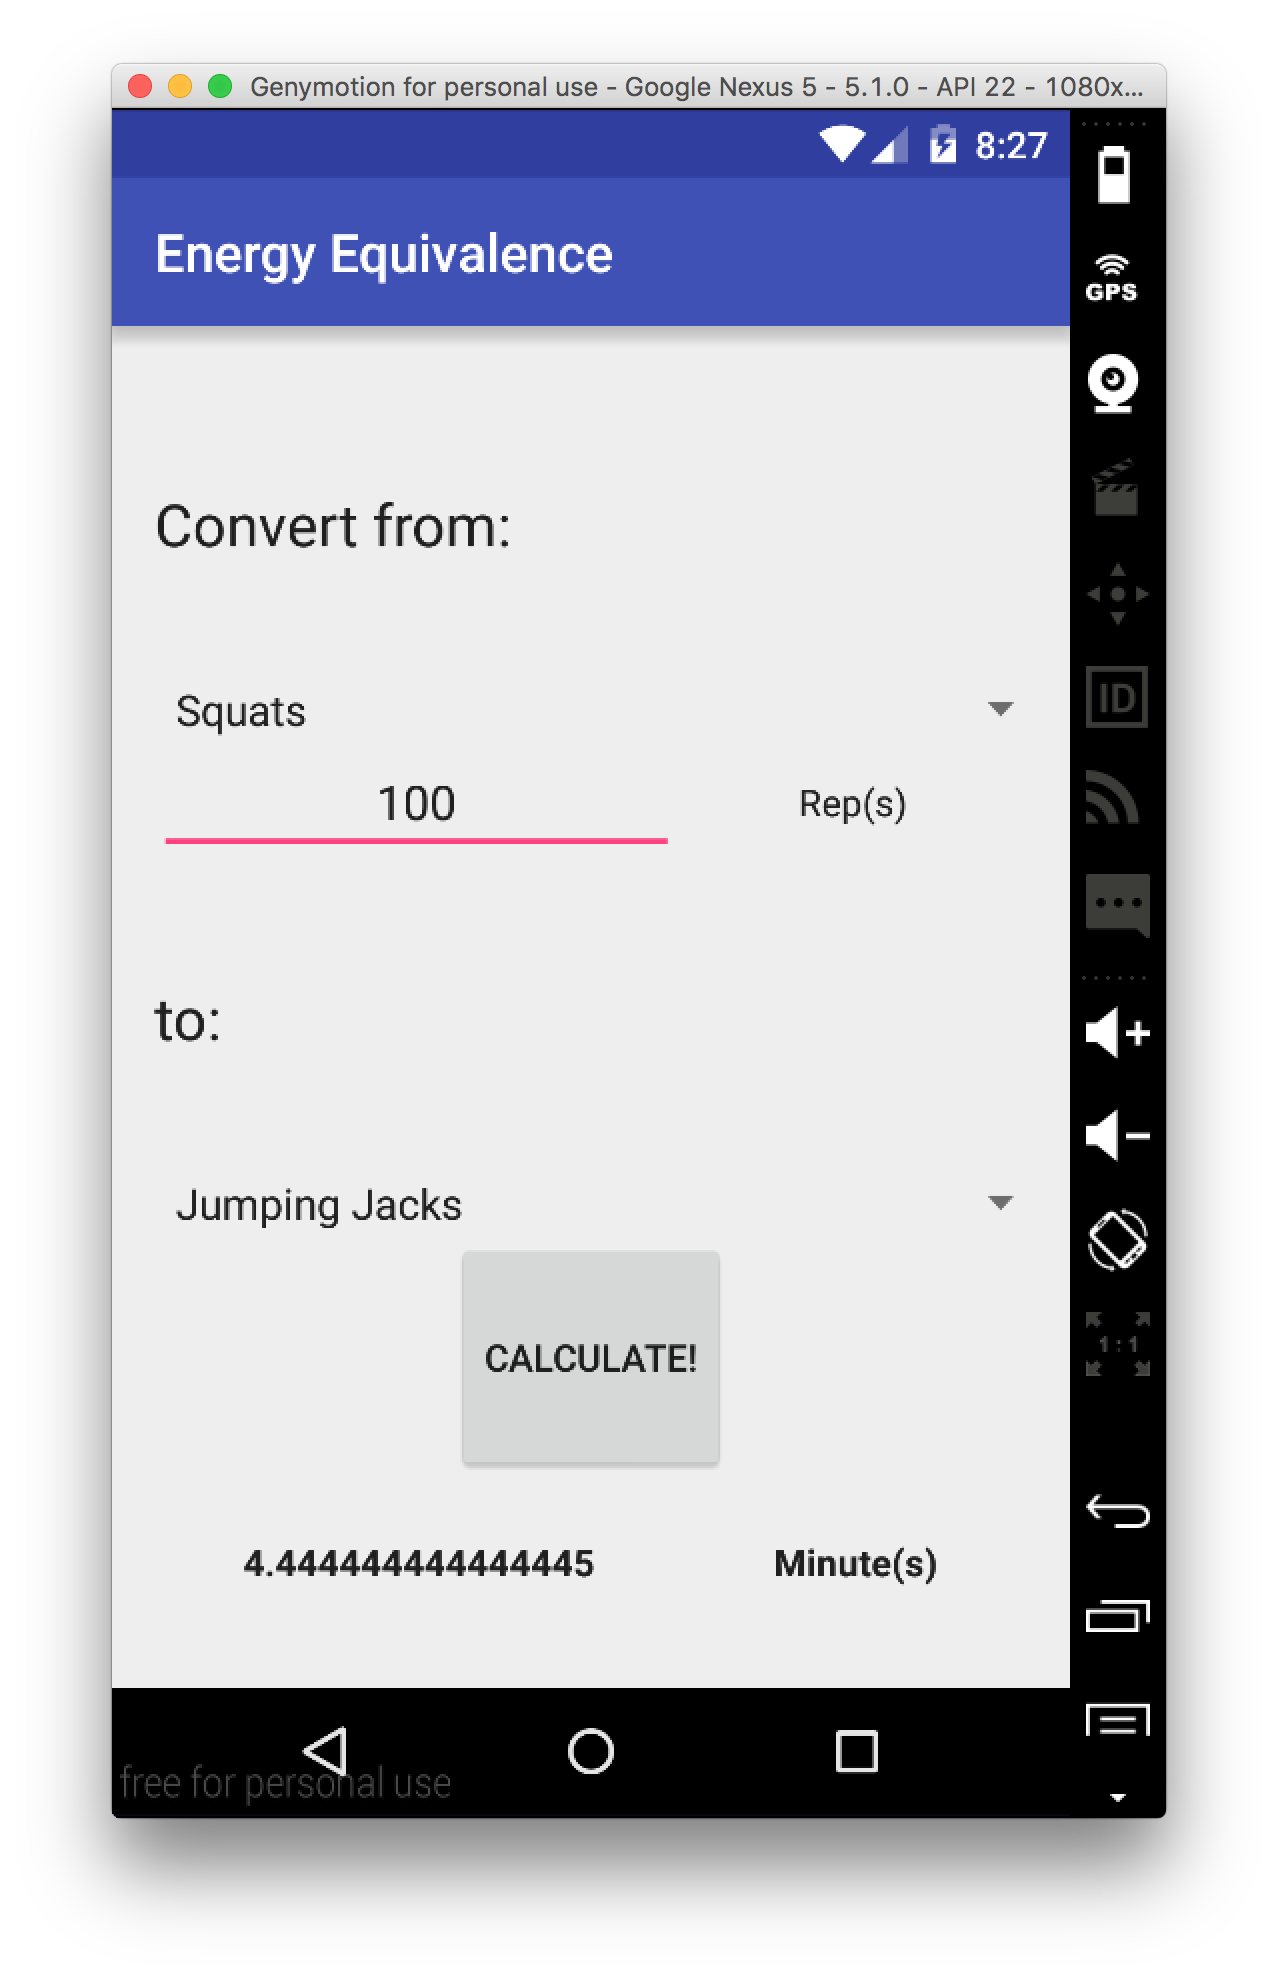 Genymotion for personal use - Google Nexus 5 - 5.1.0 - API 22 - 1080x...
8:27
Energy Equivalence
GPS
Convert from:
Squats
ID
100 Rep(s)
to:
Jumping Jacks
1:1
CALCULATE!
4.444444444444445 Minute(s)
free for personal use